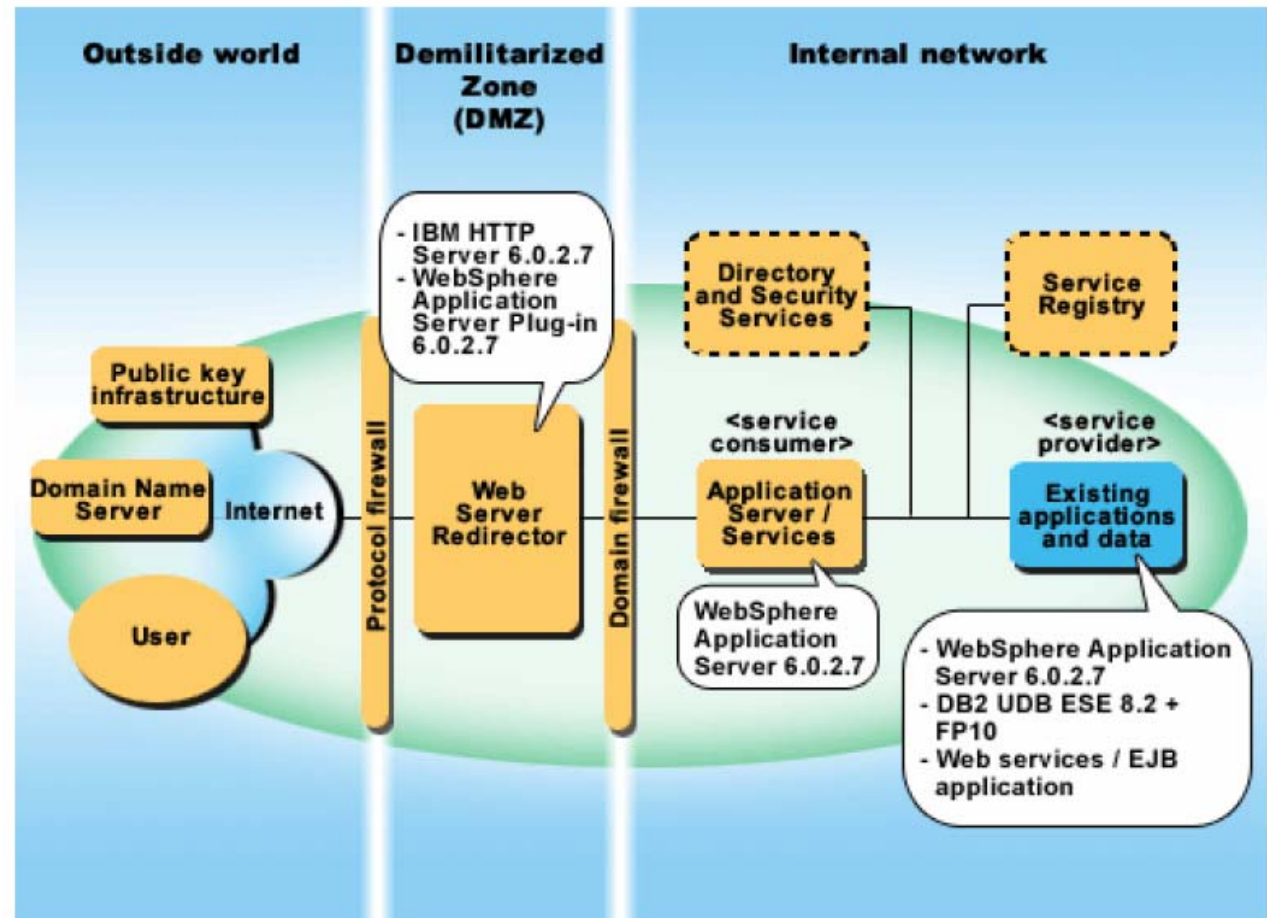 Outside world
Demilitarized
Zone
(DMZ)
Internal network
- IBM HTTP
Server 6.0.2.7
- WebSphere
Application
Server Plug-in
6.0.2.7
Directory
and Security
Services
Service
Registry
Public key
infrastructure
Domain Name
Server
Internet
User
Protocol firewall
Web
Server
Redirector
Domain firewall
<service
consumer>
Application
Server /
Services
WebSphere
Application
Server 6.0.2.7
<service
provider>
Existing
applications
and data
- WebSphere Application
Server 6.0.2.7
- DB2 UDB ESE 8.2 +
FP10
- Web services / EJB
application